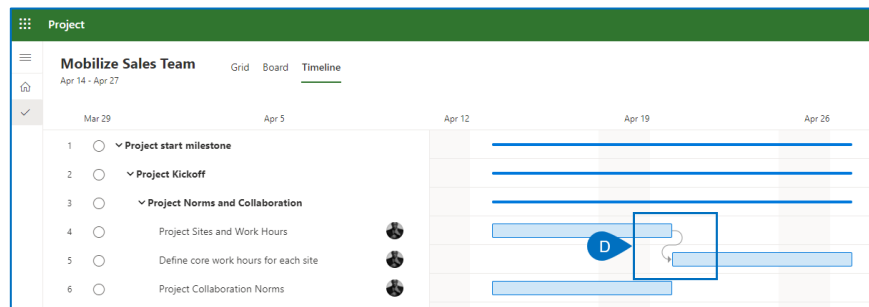 Project
Mobilize Sales Team
Grid Board Timeline
Apr 14 - Apr 27
Mar 29 Apr 5 Apr 12 Apr 19 Apr 26
1 Project start milestone
2 Project Kickoff
3 Project Norms and Collaboration
4 Project Sites and Work Hours
D
5 Define core work hours for each site
6 Project Collaboration Norms